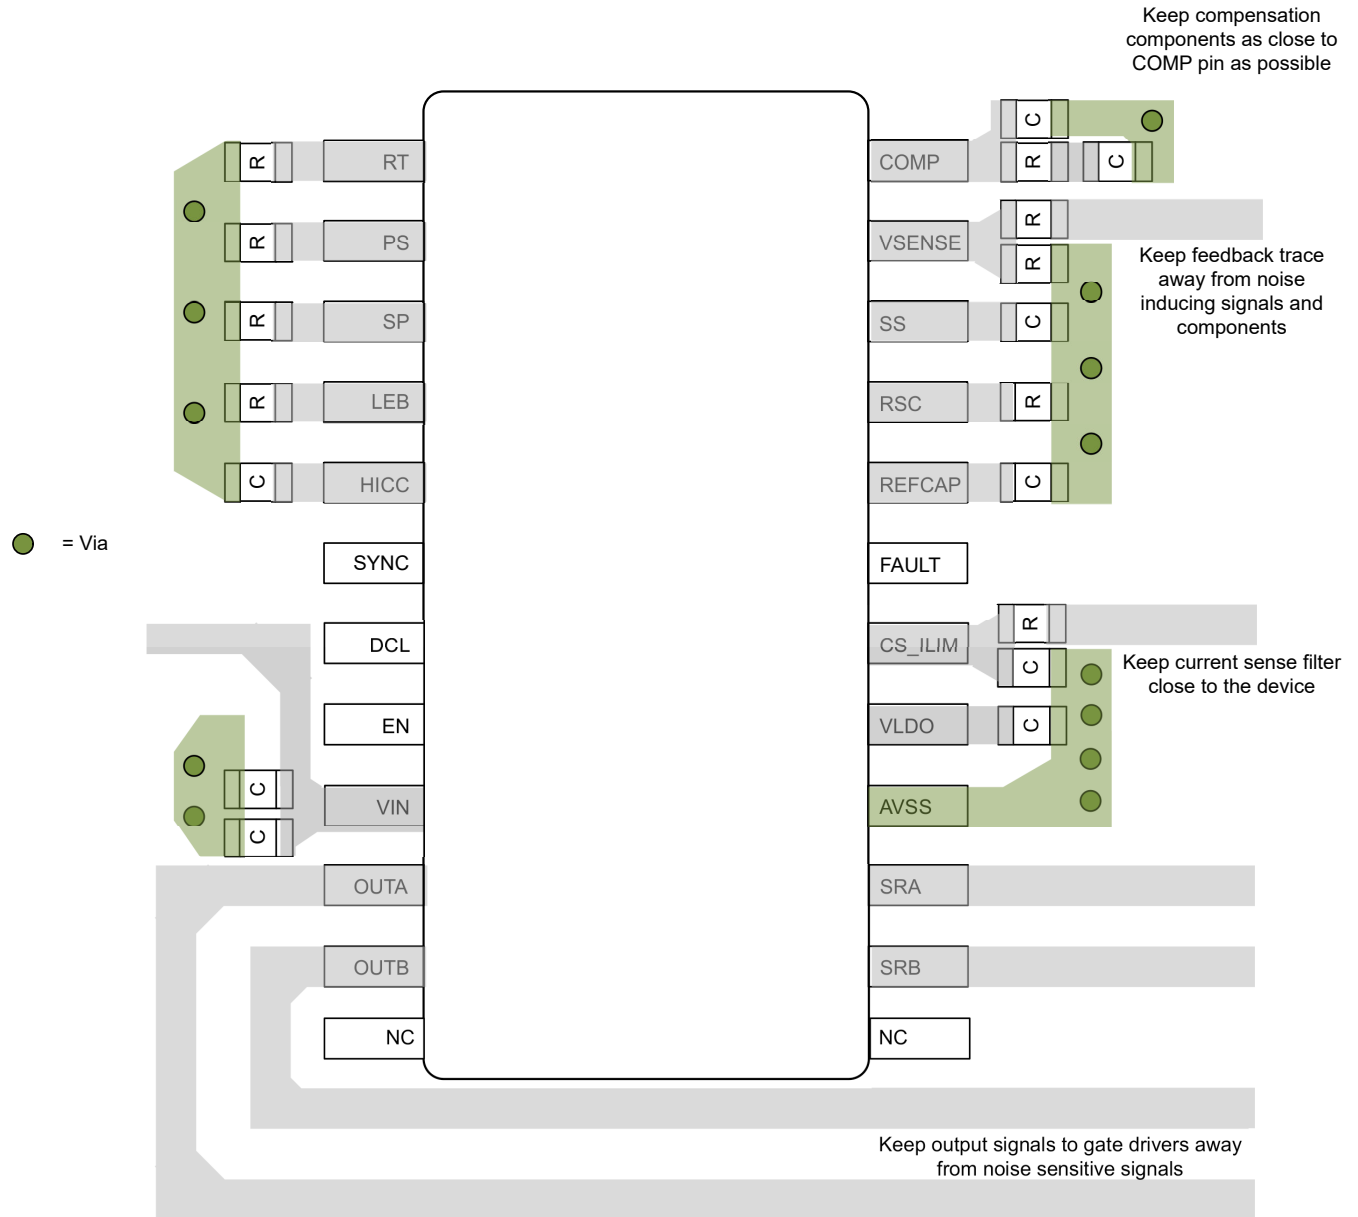 Keep compensation
components as close to
COMP pin as possible
C
R RT COMP R C
R
R PS VSENSE
R
Keep feedback trace
away from noise
inducing signals and
components
R SP SS C
R LEB RSC R
C HICC REFCAP C
= Via
SYNC FAULT
R
DCL CS_ILIM
C
Keep current sense filter
close to the device
EN VLDO C
C
VIN AVSS
C
OUTA SRA
OUTB SRB
NC NC
Keep output signals to gate drivers away
from noise sensitive signals